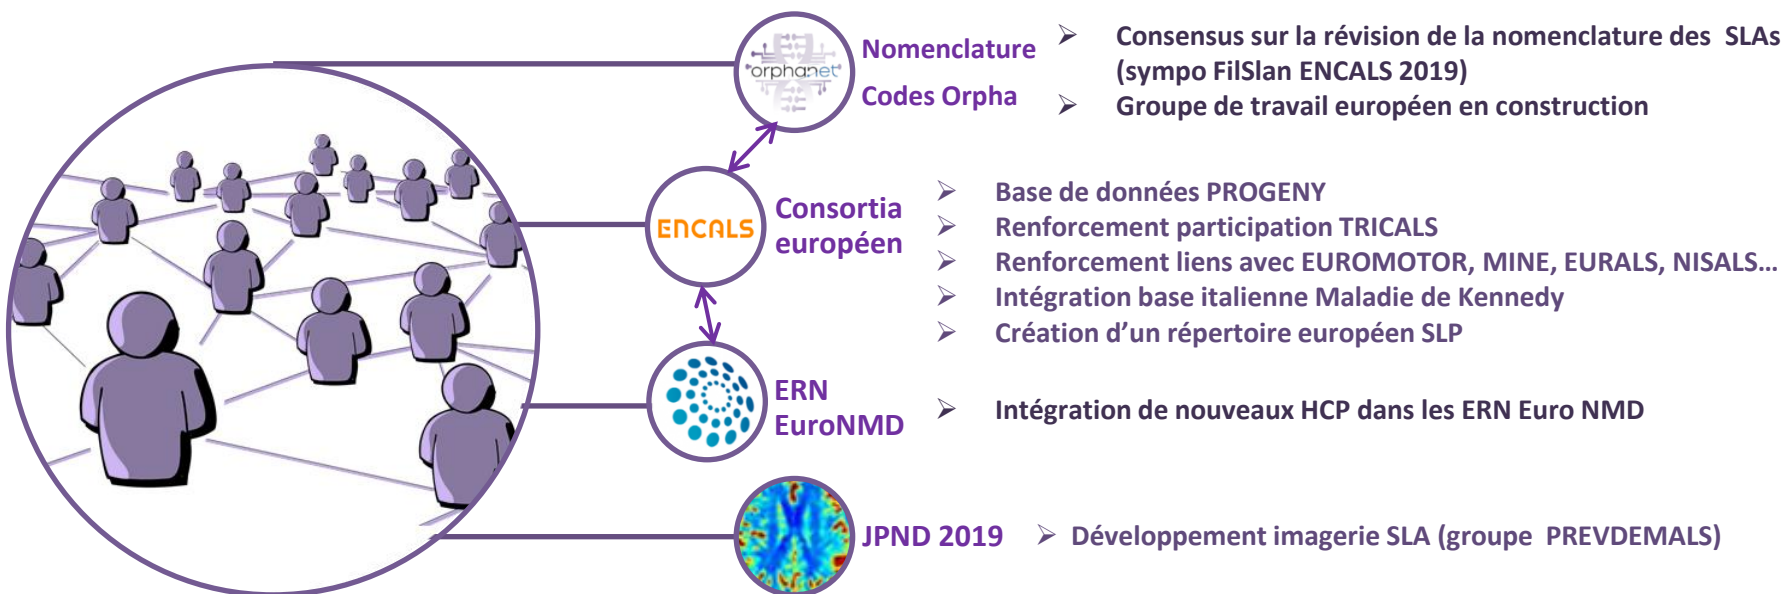 orphanet
Nomenclature
Codes Orpha
➢ Consensus sur la révision de la nomenclature des SLAs
(sympo FilSlan ENCALS 2019)
➢ Groupe de travail européen en construction
ENCALS
Consortia
européen
➢ Base de données PROGENY
➢ Renforcement participation TRICALS
➢ Renforcement liens avec EUROMOTOR, MINE, EURALS, NISALS…
➢ Intégration base italienne Maladie de Kennedy
➢ Création d’un répertoire européen SLP
ERN
EuroNMD
➢ Intégration de nouveaux HCP dans les ERN Euro NMD
JPND 2019
➢ Développement imagerie SLA (groupe PREVDEMALS)